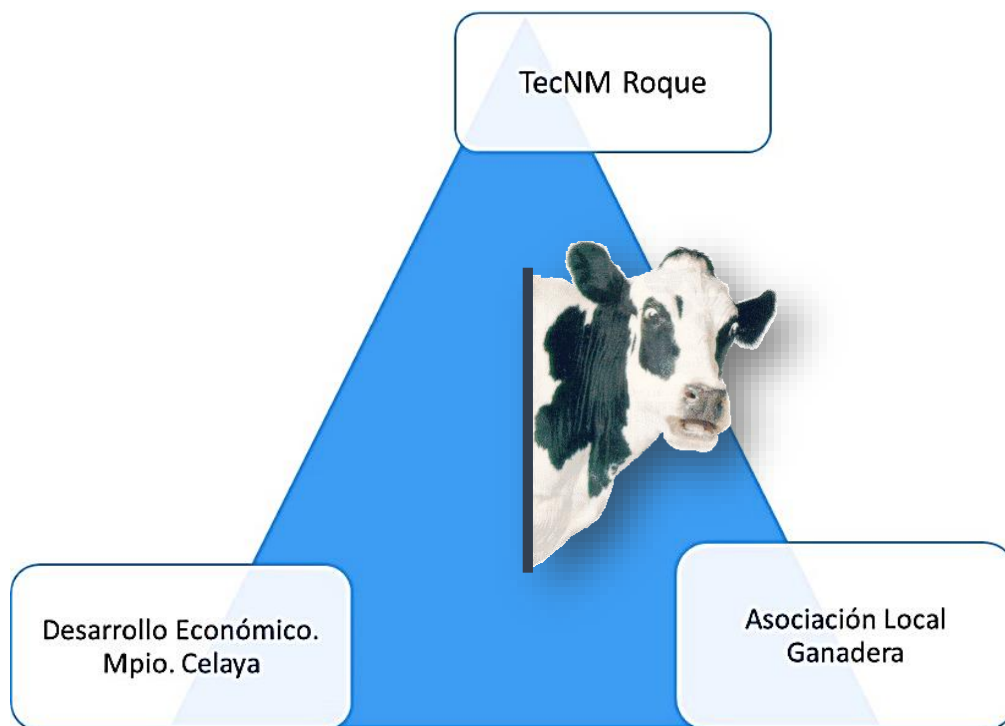 TecNM Roque
Desarrollo Económico.
Mpio. Celaya
Asociación Local
Ganadera